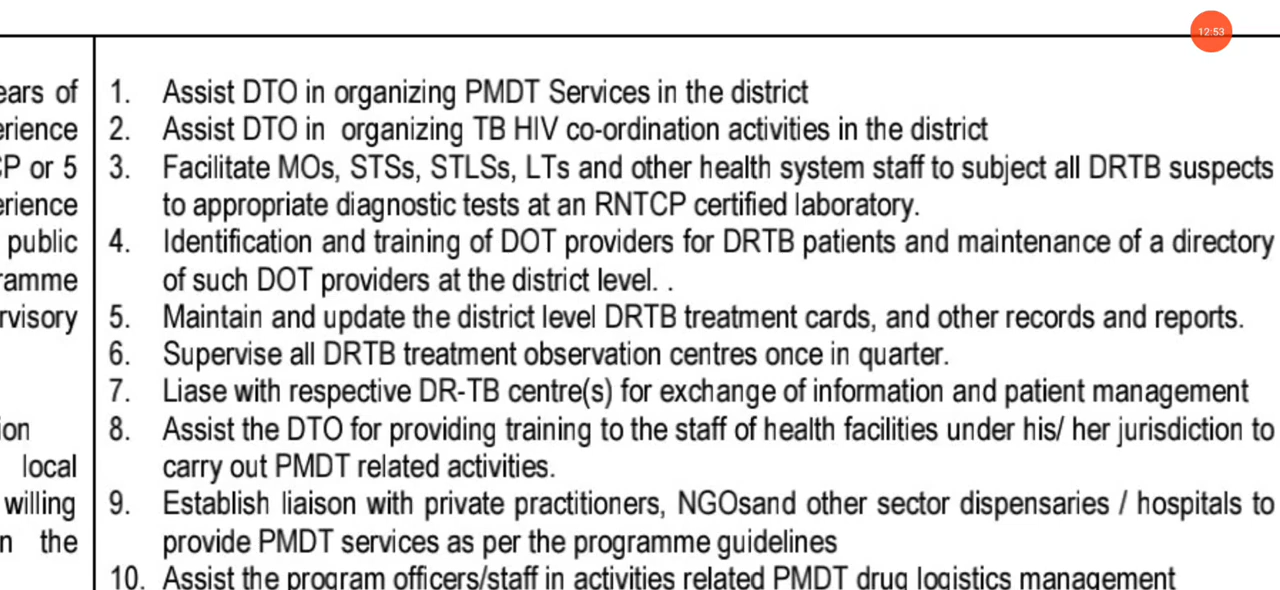 12:53
ears of
erience
CP or 5
erience
public
ramme
rvisory
ion
local
willing
n the
1. Assist DTO in organizing PMDT Services in the district
2. Assist DTO in organizing TB HIV co-ordination activities in the district
3. Facilitate MOs, STSs, STLSs, LTs and other health system staff to subject all DRTB suspects
to appropriate diagnostic tests at an RNTCP certified laboratory.
4. Identification and training of DOT providers for DRTB patients and maintenance of a directory
of such DOT providers at the district level. .
5. Maintain and update the district level DRTB treatment cards, and other records and reports.
6. Supervise all DRTB treatment observation centres once in quarter.
7. Liase with respective DR-TB centre(s) for exchange of information and patient management
8. Assist the DTO for providing training to the staff of health facilities under his/ her jurisdiction to
carry out PMDT related activities.
9. Establish liaison with private practitioners, NGOsand other sector dispensaries / hospitals to
provide PMDT services as per the programme guidelines
10. Assist the program officers/staff in activities related PMDT drug logistics management